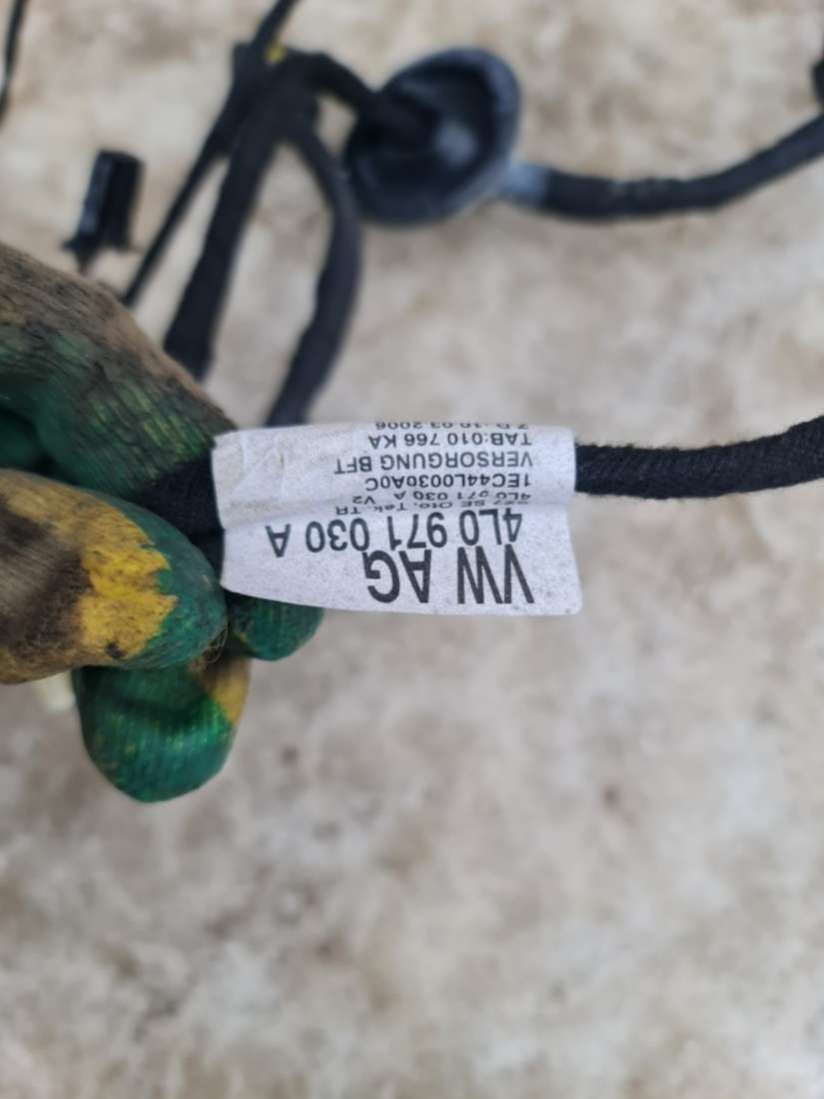 VW AG
4L0 971 030 A
4L0 971 030 A V2
1EC44L0030A0C
VERSORGUNG BFT
TAB:010 766 KA